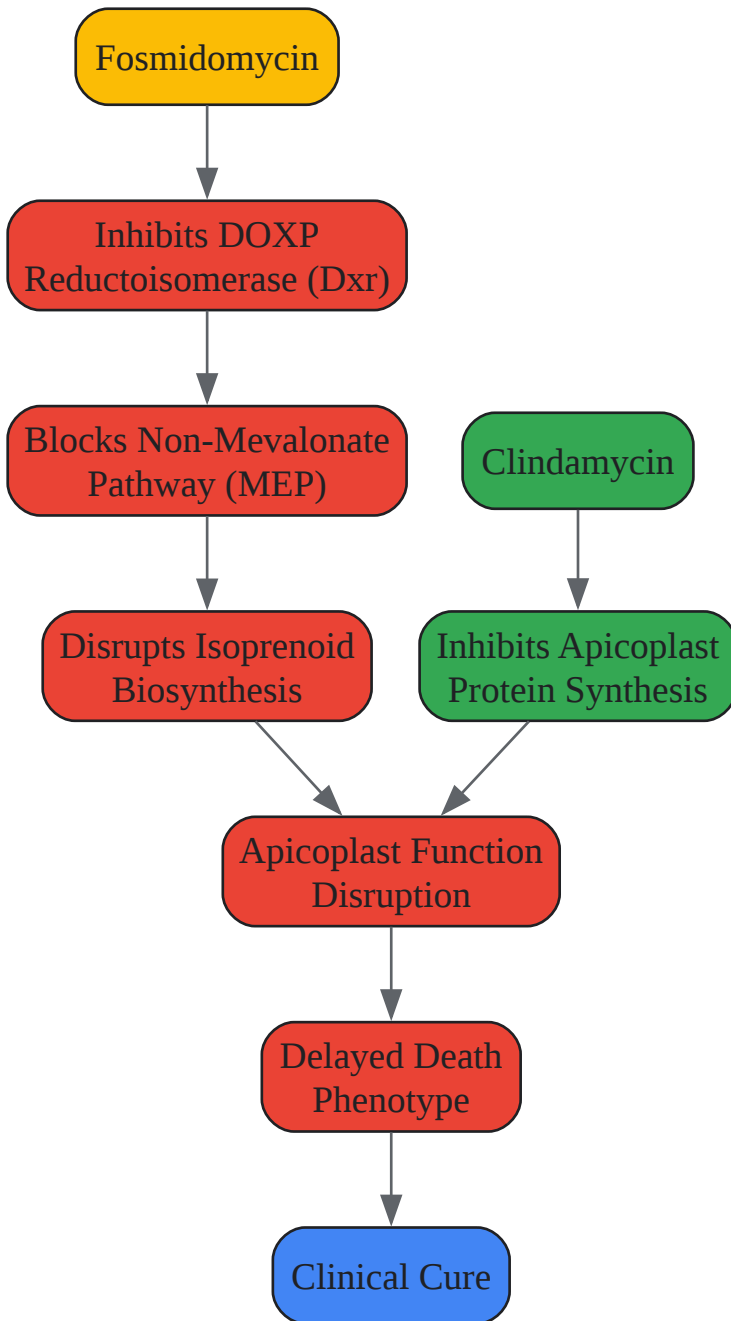 Fosmidomycin
Inhibits DOXP
Reductoisomerase (Dxr)
Blocks Non-Mevalonate
Pathway (MEP)
Clindamycin
Disrupts Isoprenoid
Biosynthesis
Inhibits Apicoplast
Protein Synthesis
Apicoplast Function
Disruption
Delayed Death
Phenotype
Clinical Cure